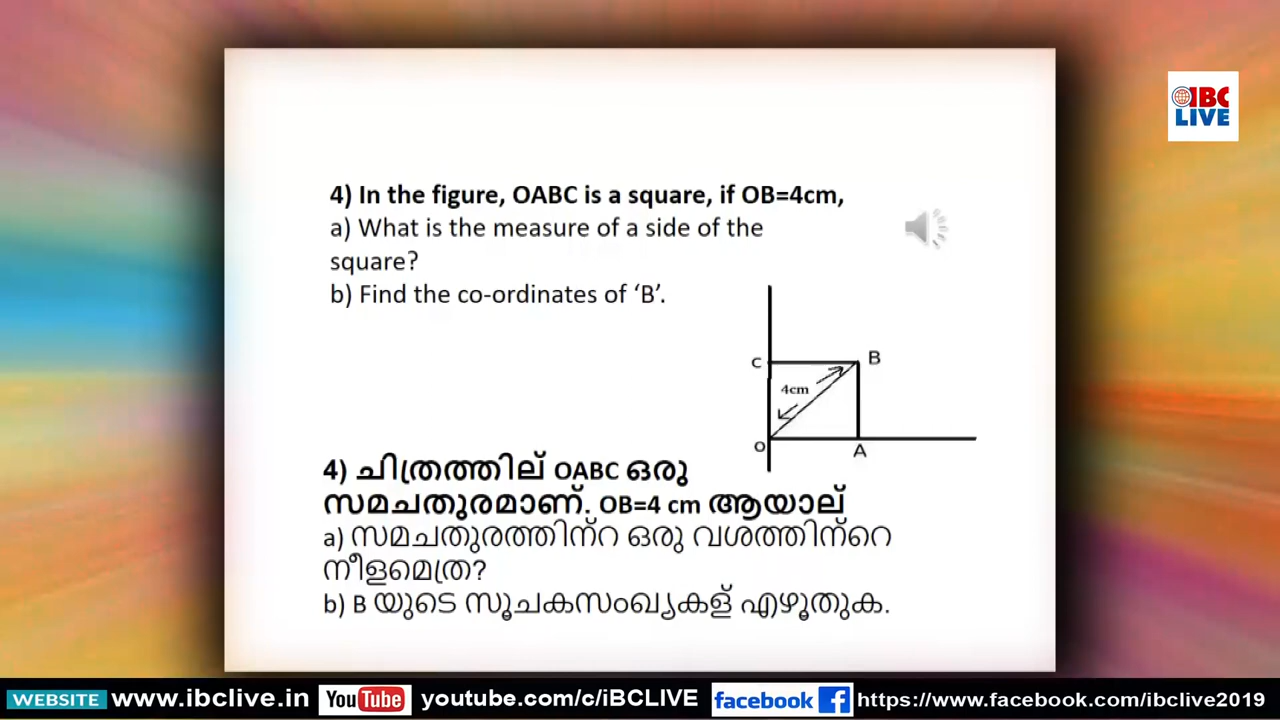 IBC
LIVE
4) In the figure, OABC is a square, if OB=4cm,
a) What is the measure of a side of the
square?
b) Find the co-ordinates of ‘B’.
C
B
4cm
O
A
4) ചിത്രത്തില് OABC ഒരു
സമചതുരമാണ്. OB=4 cm ആയാല്
a) സമചതുരത്തിന്റ ഒരു വശത്തിന്റെ
നീളമെത്ര?
b) B യുടെ സൂചകസംഖ്യകള് എഴൂതുക.
WEBSITE www.ibclive.in YouTube youtube.com/c/iBCLIVE facebook f https://www.facebook.com/ibclive2019